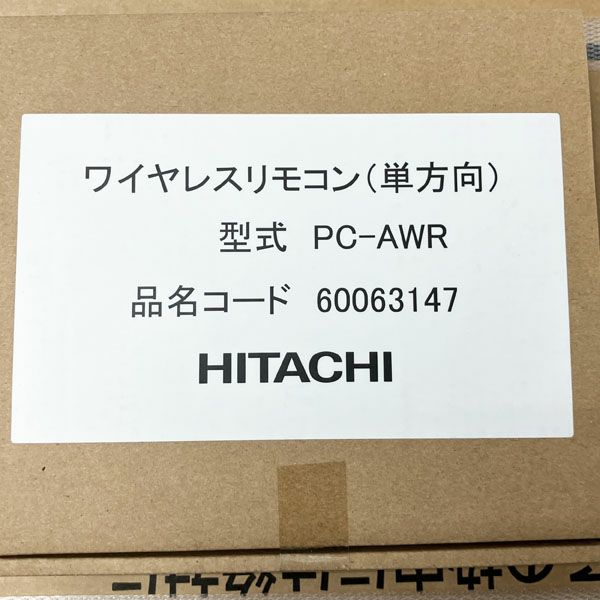 ワイヤレスリモコン(単方向)
型式 PC-AWR
品名コード 60063147
HITACHI